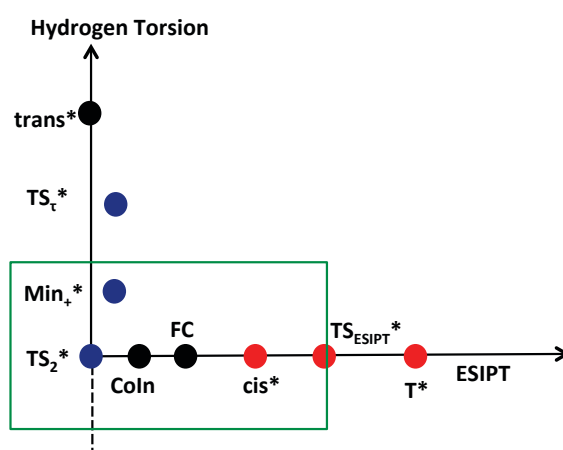 Hydrogen Torsion
trans*
TSτ*
Min+*
FC
TSESIPT*
TS2*
CoIn
cis*
T*
ESIPT